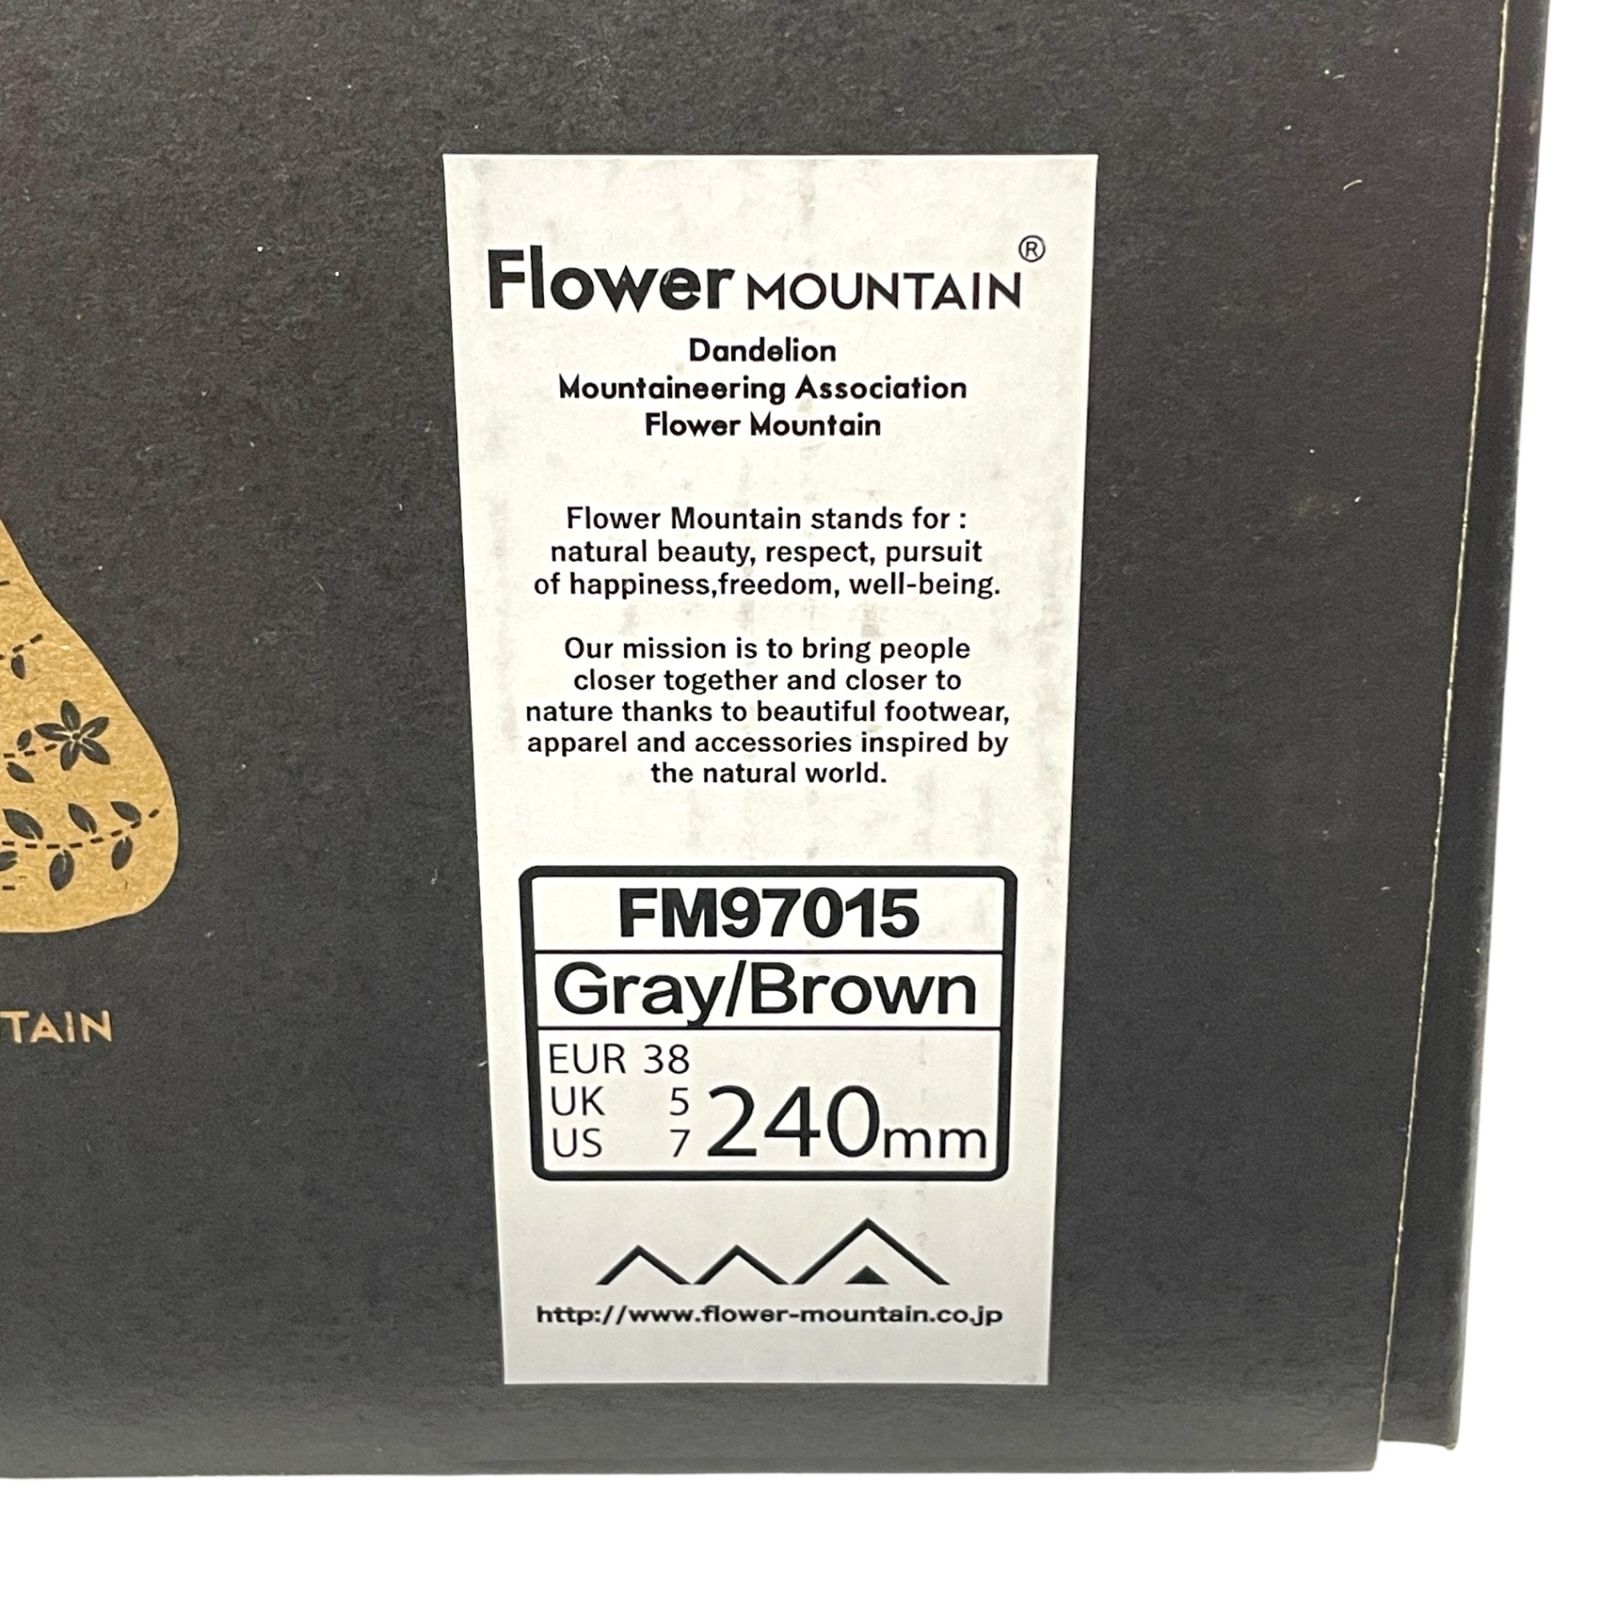 Flower MOUNTAIN®
Dandelion
Mountaineering Association
Flower Mountain
Flower Mountain stands for :
natural beauty, respect, pursuit
of happiness,freedom, well-being.
Our mission is to bring people
closer together and closer to
nature thanks to beautiful footwear,
apparel and accessories inspired by
the natural world.
FM97015
Gray/Brown
EUR 38
UK 5
US 7
240mm
http://www.flower-mountain.co.jp
TAIN